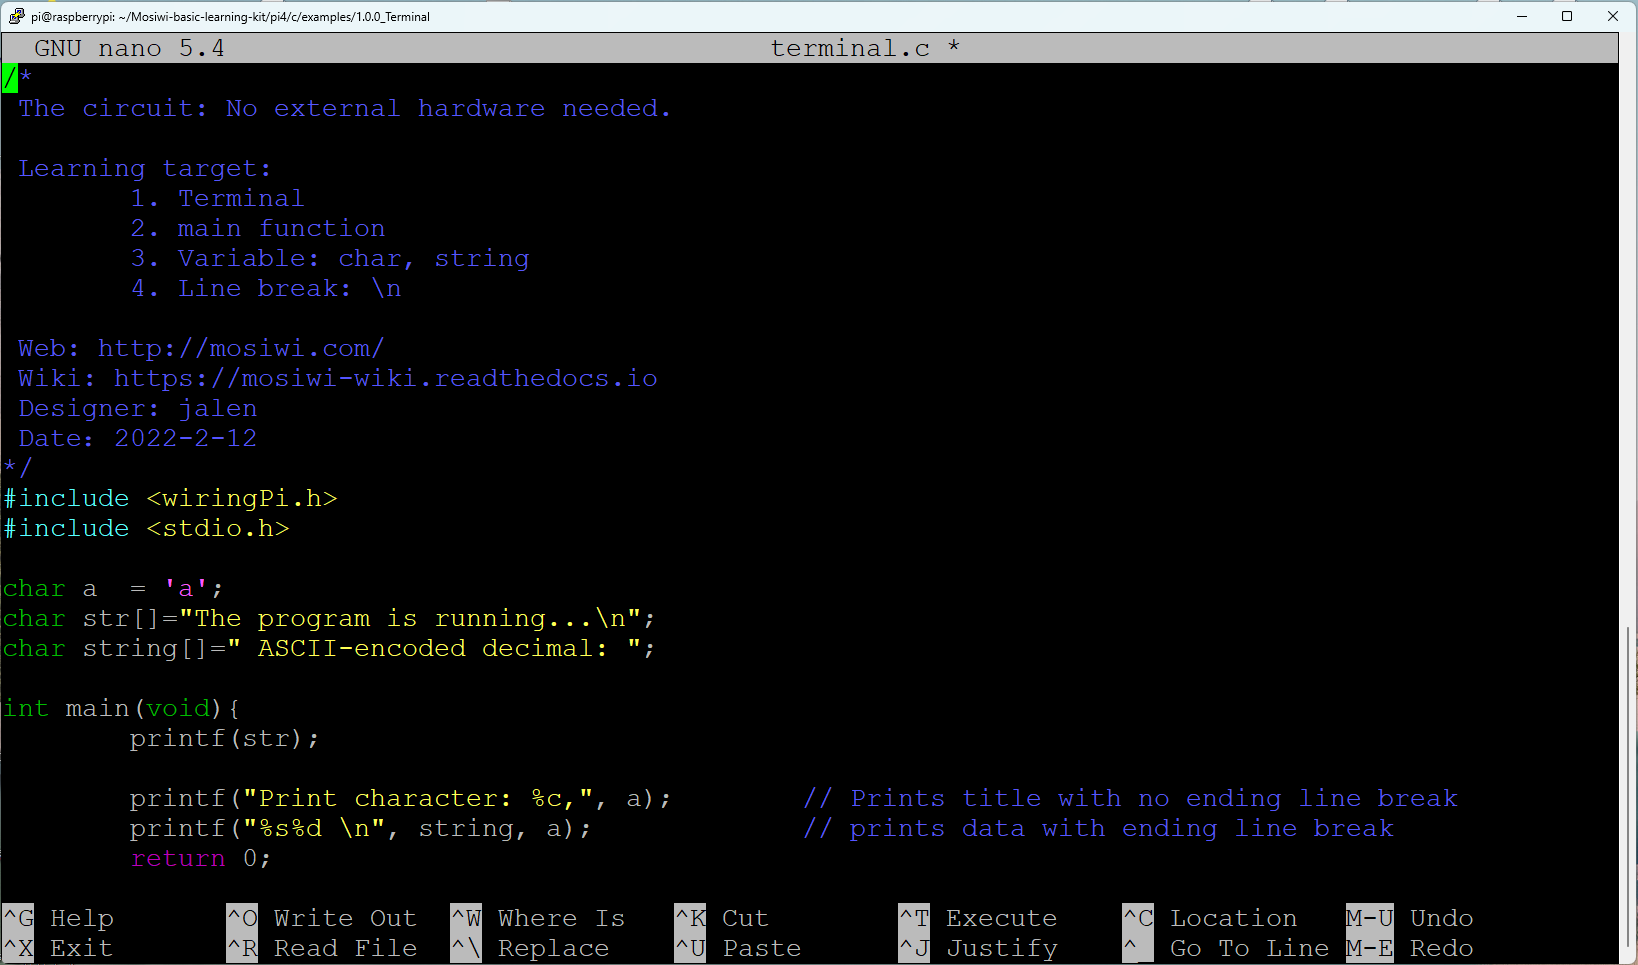 pi@raspberrypi: ~/Mosiwi-basic-learning-kit/pi4/c/examples/1.0.0_Terminal
GNU nano 5.4 terminal.c *
/*
The circuit: No external hardware needed.
Learning target:
1. Terminal
2. main function
3. Variable: char, string
4. Line break: \n
Web: http://mosiwi.com/
Wiki: https://mosiwi-wiki.readthedocs.io
Designer: jalen
Date: 2022-2-12
*/
#include <wiringPi.h>
#include <stdio.h>
char a  = 'a';
char str[]="The program is running...\n";
char string[]=" ASCII-encoded decimal: ";
int main(void){
printf(str);
printf("Print character: %c,", a); // Prints title with no ending line break
printf("%s%d \n", string, a); // prints data with ending line break
return 0;
^G Help ^O Write Out ^W Where Is ^K Cut ^T Execute ^C Location M-U Undo
^X Exit ^R Read File ^\ Replace ^U Paste ^J Justify ^_ Go To Line M-E Redo